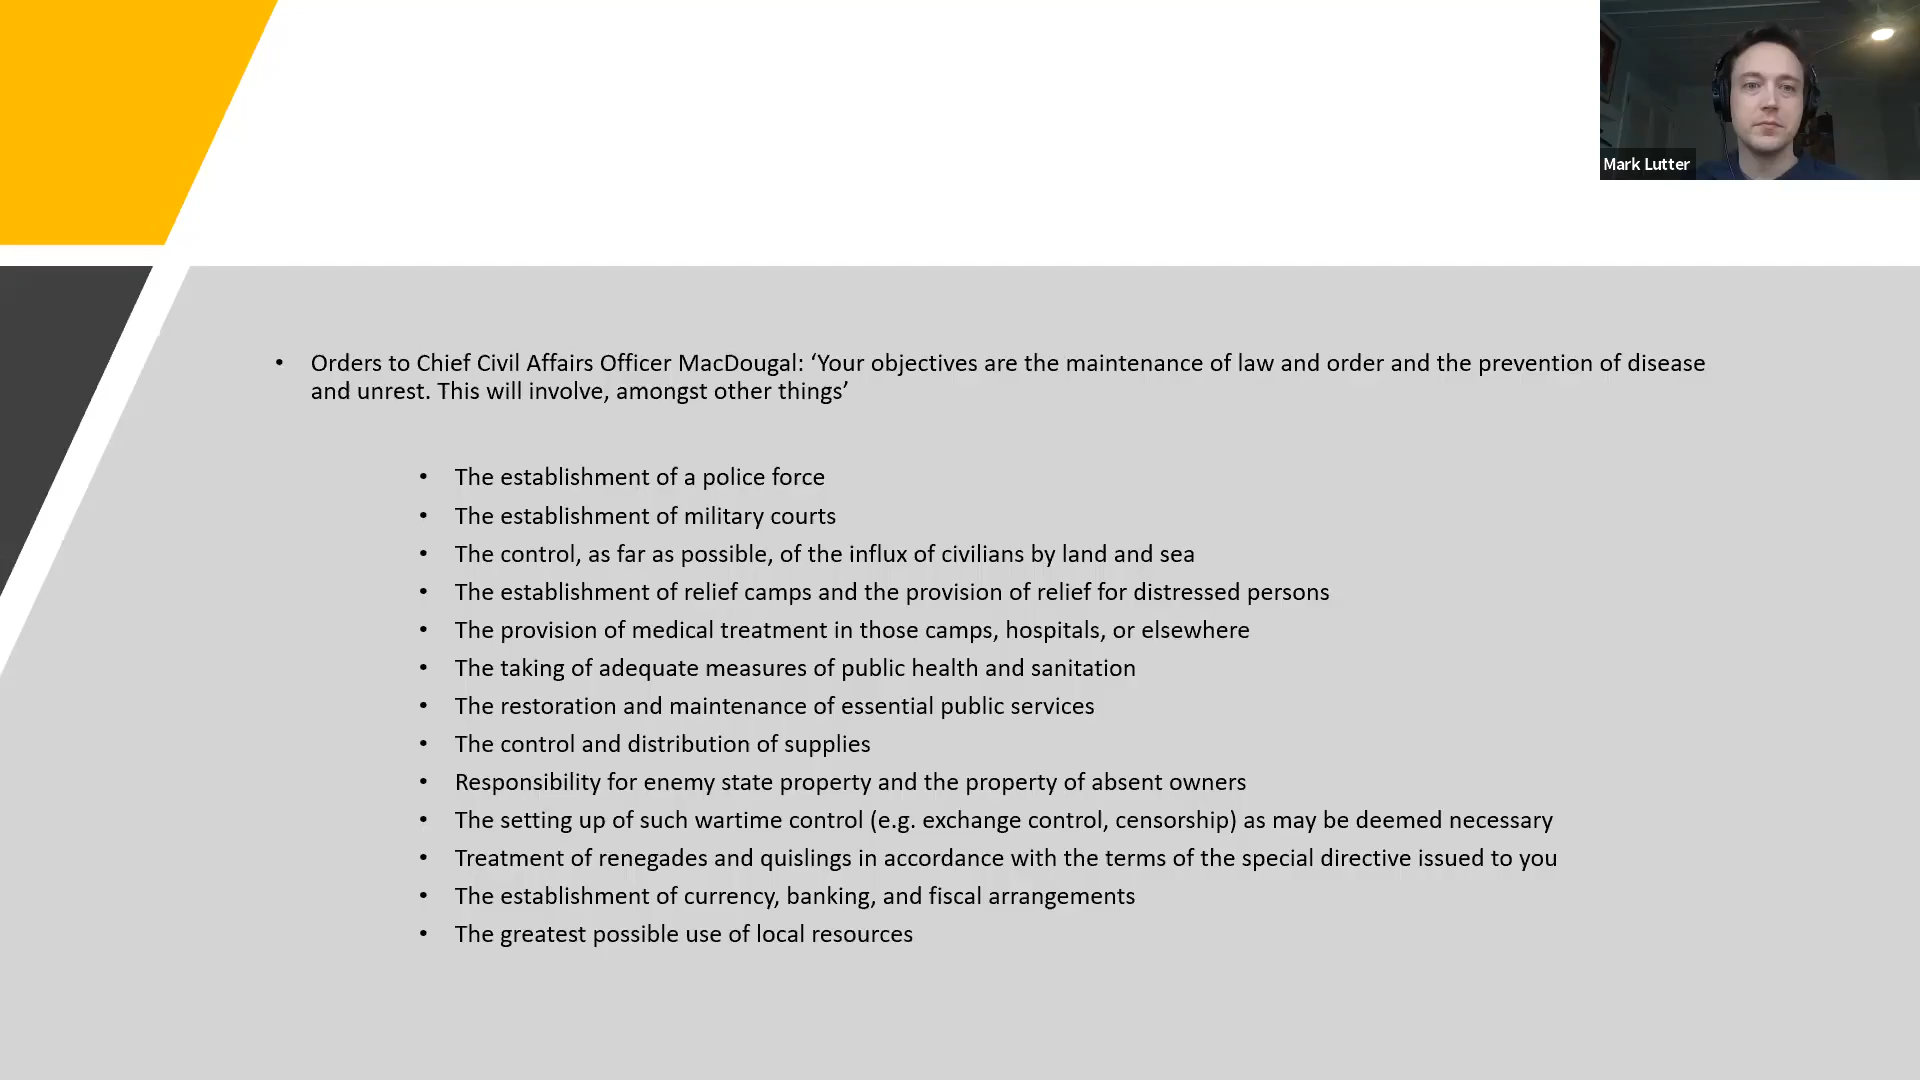 Mark Lutter
• Orders to Chief Civil Affairs Officer MacDougal: ‘Your objectives are the maintenance of law and order and the prevention of disease
and unrest. This will involve, amongst other things’
• The establishment of a police force
• The establishment of military courts
• The control, as far as possible, of the influx of civilians by land and sea
• The establishment of relief camps and the provision of relief for distressed persons
• The provision of medical treatment in those camps, hospitals, or elsewhere
• The taking of adequate measures of public health and sanitation
• The restoration and maintenance of essential public services
• The control and distribution of supplies
• Responsibility for enemy state property and the property of absent owners
• The setting up of such wartime control (e.g. exchange control, censorship) as may be deemed necessary
• Treatment of renegades and quislings in accordance with the terms of the special directive issued to you
• The establishment of currency, banking, and fiscal arrangements
• The greatest possible use of local resources